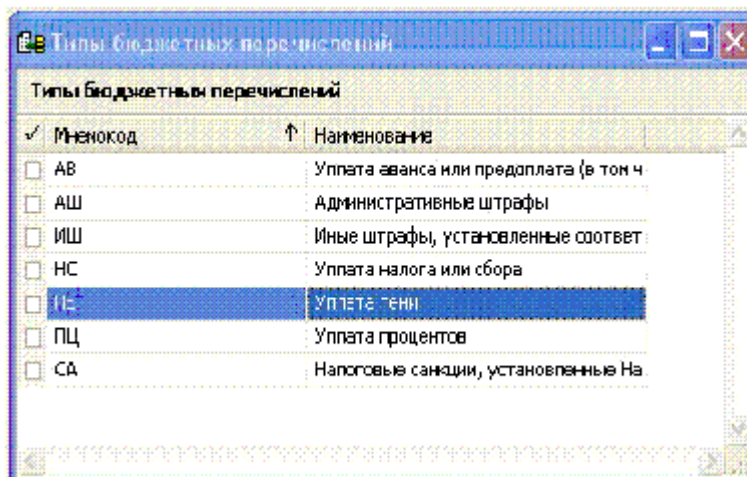 Типы бюджетных перечислений
Типы бюджетных перечислений
Мнемокод Наименование
АВ Уплата аванса или предоплата (в том ч
АШ Административные штрафы
ИШ Иные штрафы, установленные соответ
НС Уплата налога или сбора
ПЕ Уплата пени
ПЦ Уплата процентов
СА Налоговые санкции, установленные На